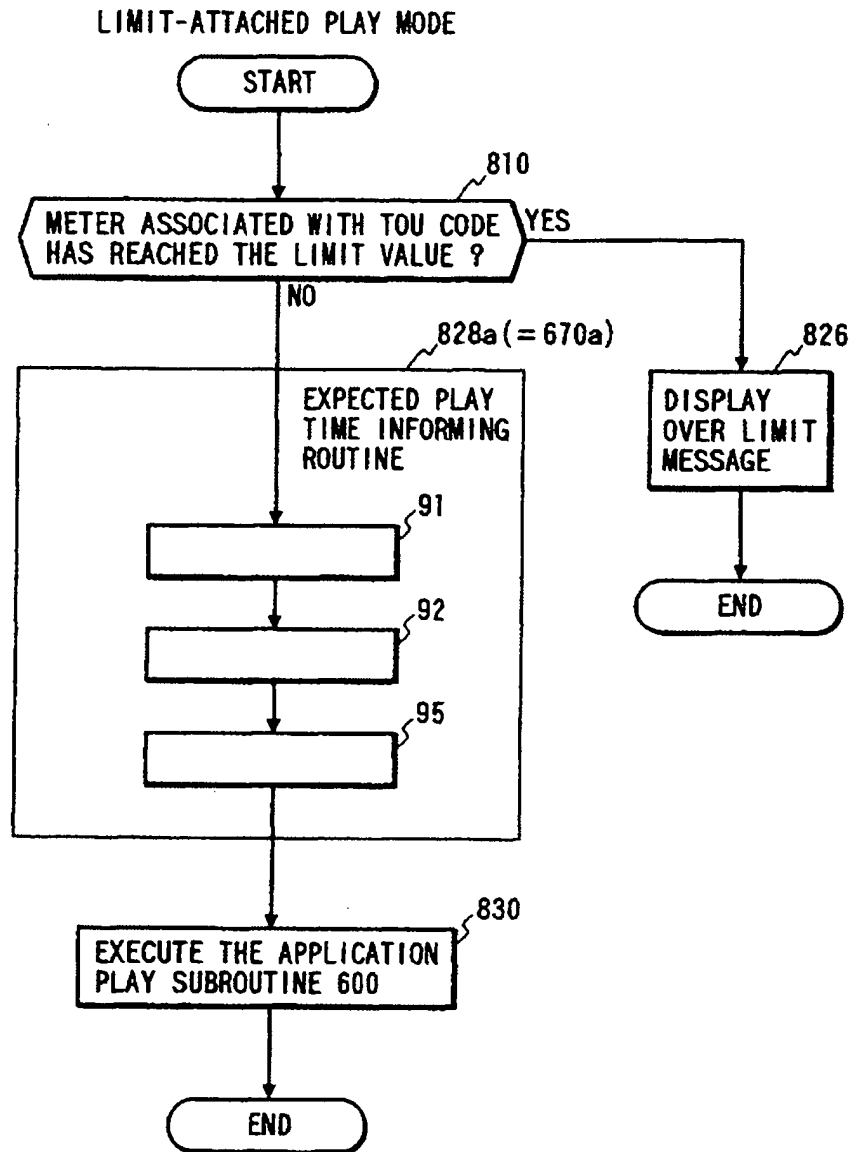 LIMIT-ATTACHED PLAY MODE
START
810
METER ASSOCIATED WITH TOU CODE
HAS REACHED THE LIMIT VALUE ?
YES
NO
828a (=670a)
826
EXPECTED PLAY
TIME INFORMING
ROUTINE
DISPLAY
OVER LIMIT
MESSAGE
91
92
END
95
830
EXECUTE THE APPLICATION
PLAY SUBROUTINE 600
END